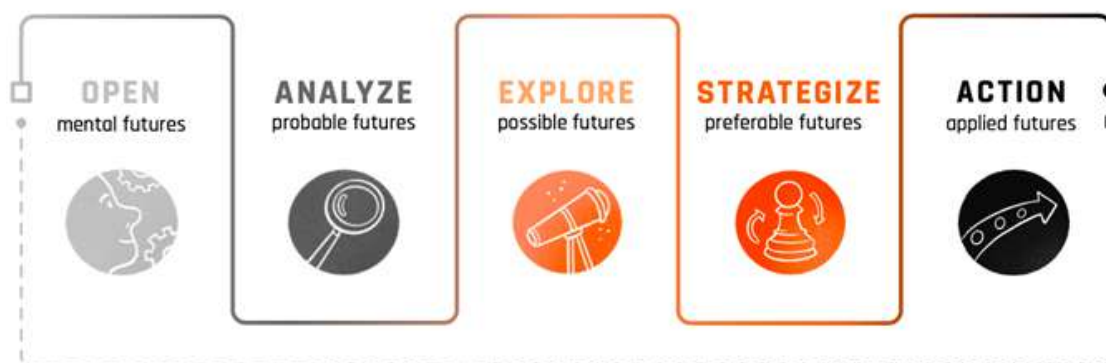 OPEN
mental futures
ANALYZE
probable futures
EXPLORE
possible futures
STRATEGIZE
preferable futures
ACTION
applied futures